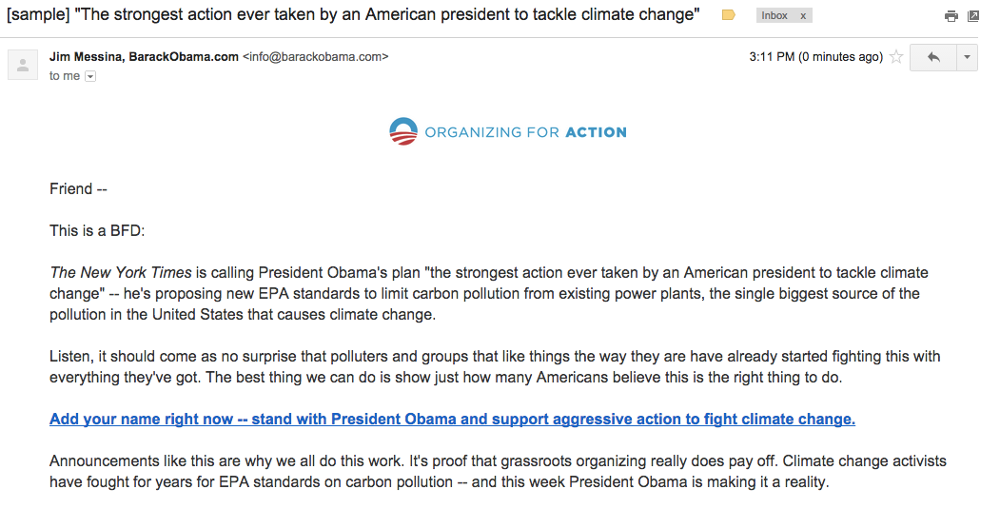 [sample] "The strongest action ever taken by an American president to tackle climate change" Inbox x
Jim Messina, BarackObama.com <info@barackobama.com> 3:11 PM (0 minutes ago)
to me
ORGANIZING FOR ACTION
Friend --
This is a BFD:
The New York Times is calling President Obama's plan "the strongest action ever taken by an American president to tackle climate
change" -- he's proposing new EPA standards to limit carbon pollution from existing power plants, the single biggest source of the
pollution in the United States that causes climate change.
Listen, it should come as no surprise that polluters and groups that like things the way they are have already started fighting this with
everything they've got. The best thing we can do is show just how many Americans believe this is the right thing to do.
Add your name right now -- stand with President Obama and support aggressive action to fight climate change.
Announcements like this are why we all do this work. It's proof that grassroots organizing really does pay off. Climate change activists
have fought for years for EPA standards on carbon pollution -- and this week President Obama is making it a reality.